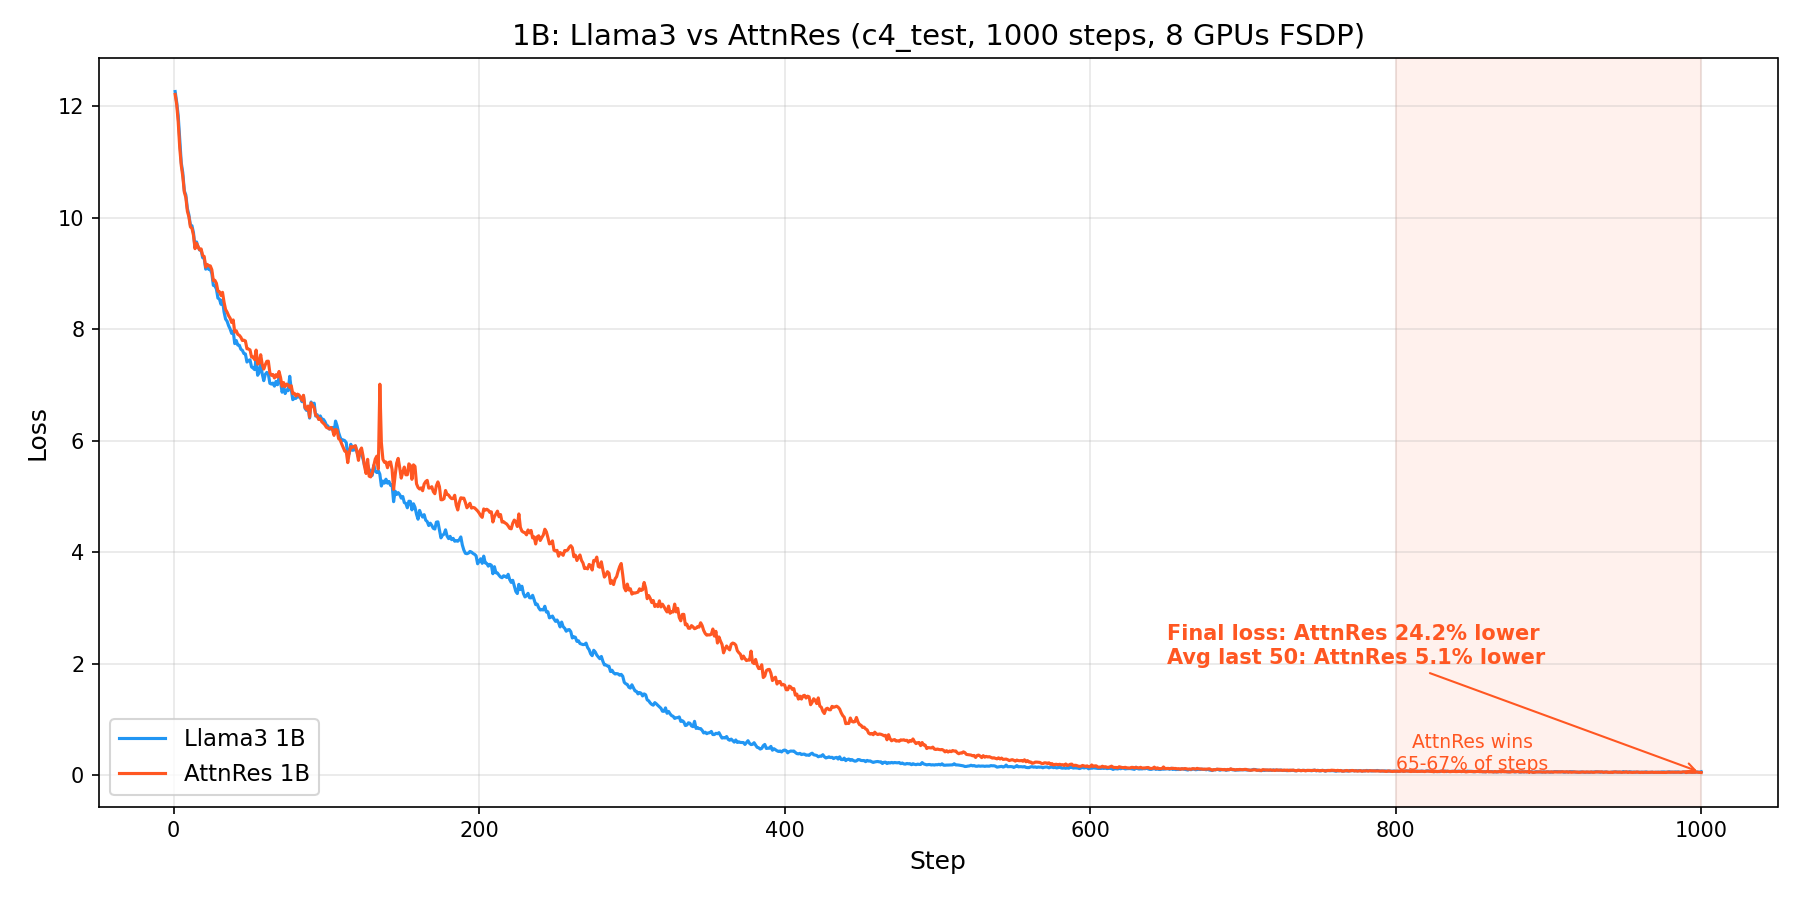 1B: Llama3 vs AttnRes (c4_test, 1000 steps, 8 GPUs FSDP)
Loss
12
10
8
6
4
2
0
Final loss: AttnRes 24.2% lower
Avg last 50: AttnRes 5.1% lower
AttnRes wins
65-67% of steps
Llama3 1B
AttnRes 1B
0
200
400
600
800
1000
Step